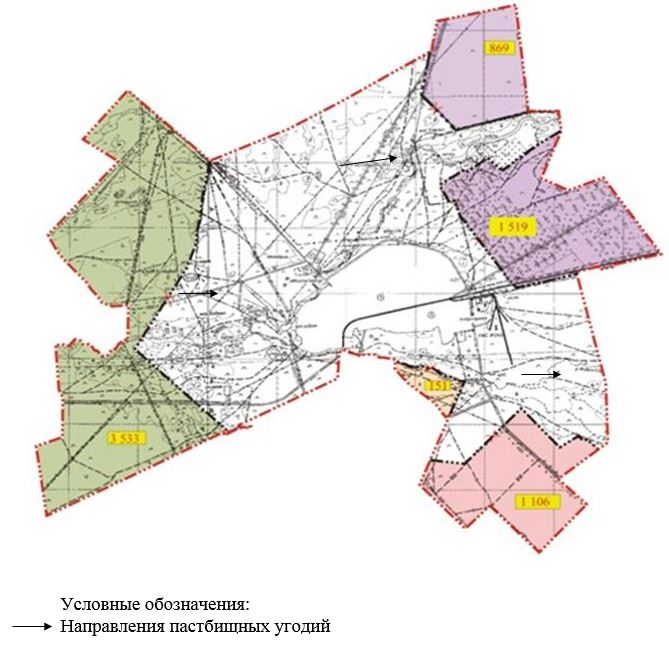 869
1 519
151
3 533
1 106
Условные обозначения:
Направления пастбищных угодий